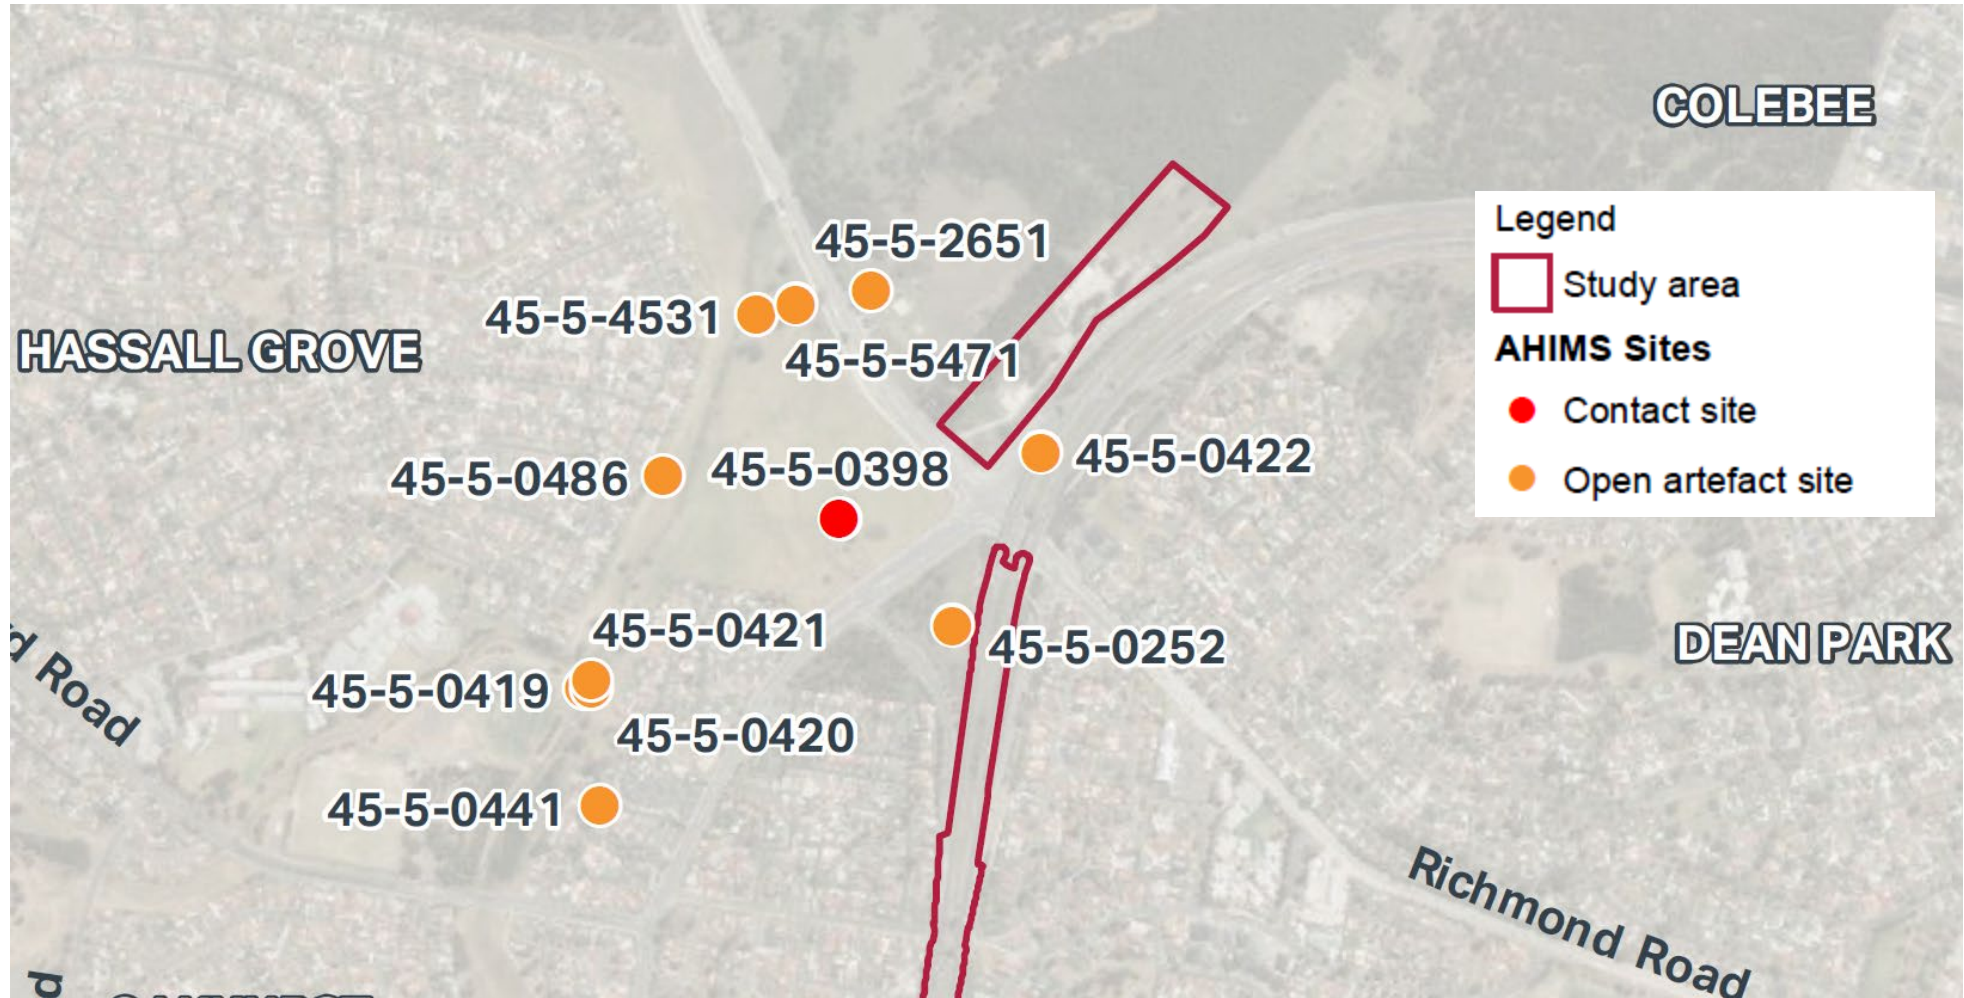 COLEBEE
Legend
Study area
AHIMS Sites
Contact site
Open artefact site
45-5-2651
45-5-4531
HASSALL GROVE
45-5-5471
45-5-0486
45-5-0398
45-5-0422
45-5-0421
45-5-0252
DEAN PARK
d Road
45-5-0419
45-5-0420
45-5-0441
Richmond Road